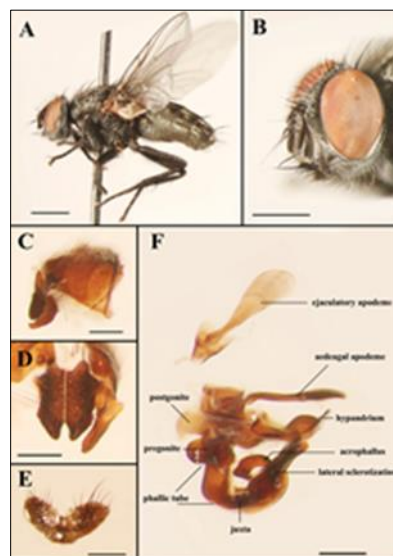 A
B
C
F
ejaculatory apodeme
aedeagal apodeme
D
postgonite
hypandrium
pregonite
acrophallus
lateral sclerotization
E
phallic tube
juxta